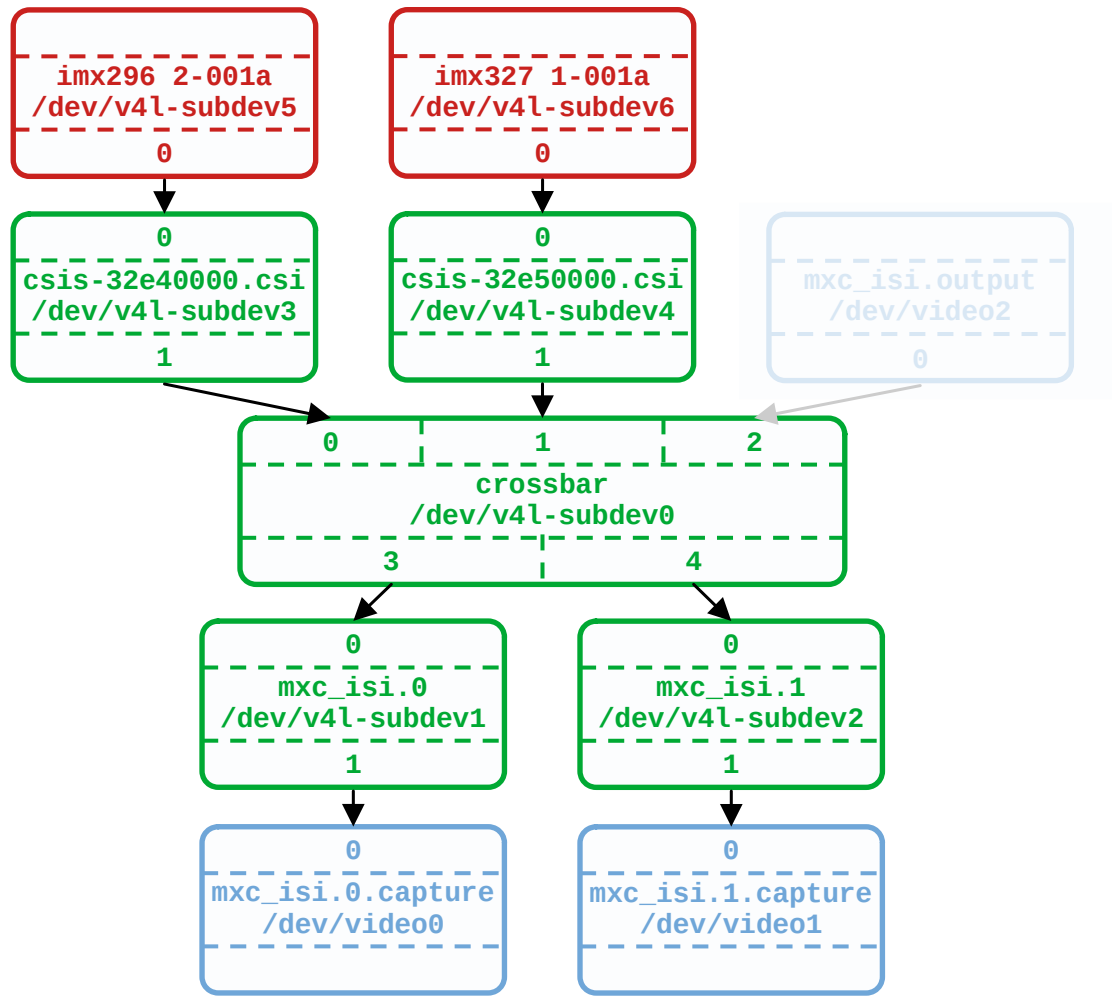 imx296 2-001a
/dev/v4l-subdev5
0
imx327 1-001a
/dev/v4l-subdev6
0
0
csis-32e40000.csi
/dev/v4l-subdev3
1
0
csis-32e50000.csi
/dev/v4l-subdev4
1
mxc_isi.output
/dev/video2
0
0 1 2
crossbar
/dev/v4l-subdev0
3 4
0
mxc_isi.0
/dev/v4l-subdev1
1
0
mxc_isi.1
/dev/v4l-subdev2
1
0
mxc_isi.0.capture
/dev/video0
0
mxc_isi.1.capture
/dev/video1